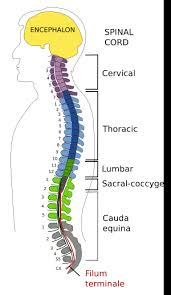 ENCEPHALON
SPINAL
CORD
Cervical
Thoracic
Lumbar
Sacral-coccyge
Cauda
equina
Filum
terminale